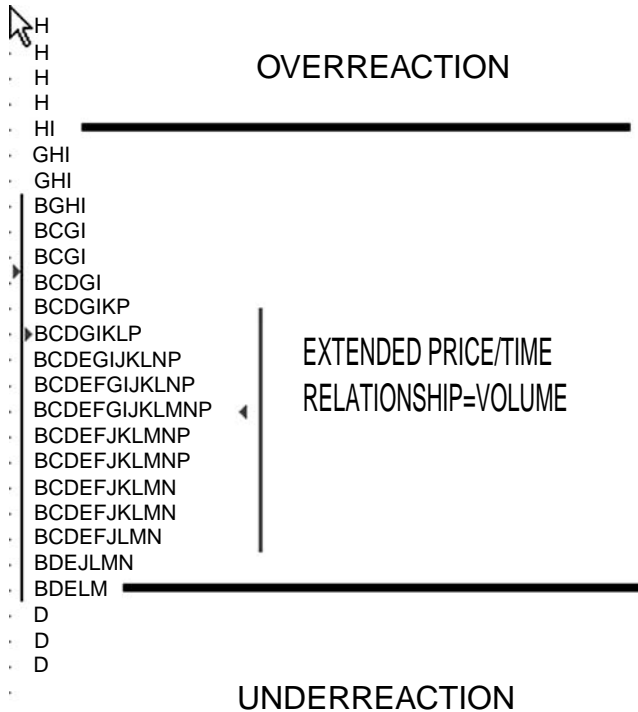 H
H
OVERREACTION
H
H
HI
GHI
GHI
BGHI
BCGI
BCGI
BCDGI
BCDGIKP
BCDGIKLP
EXTENDED PRICE/TIME
BCDEGIJKLNP
BCDEFGIJKLNP
RELATIONSHIP=VOLUME
BCDEFGIJKLMNP
BCDEFJKLMNP
BCDEFJKLMNP
BCDEFJKLMN
BCDEFJKLMN
BCDEFJLMN
BDEJLMN
BDELM
D
D
D
UNDERREACTION